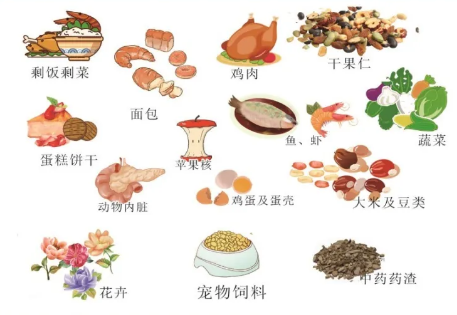 剩饭剩菜
面包
鸡肉
干果仁
蛋糕饼干
苹果核
鱼、虾
蔬菜
动物内脏
鸡蛋及蛋壳
大米及豆类
花卉
宠物饲料
中药药渣